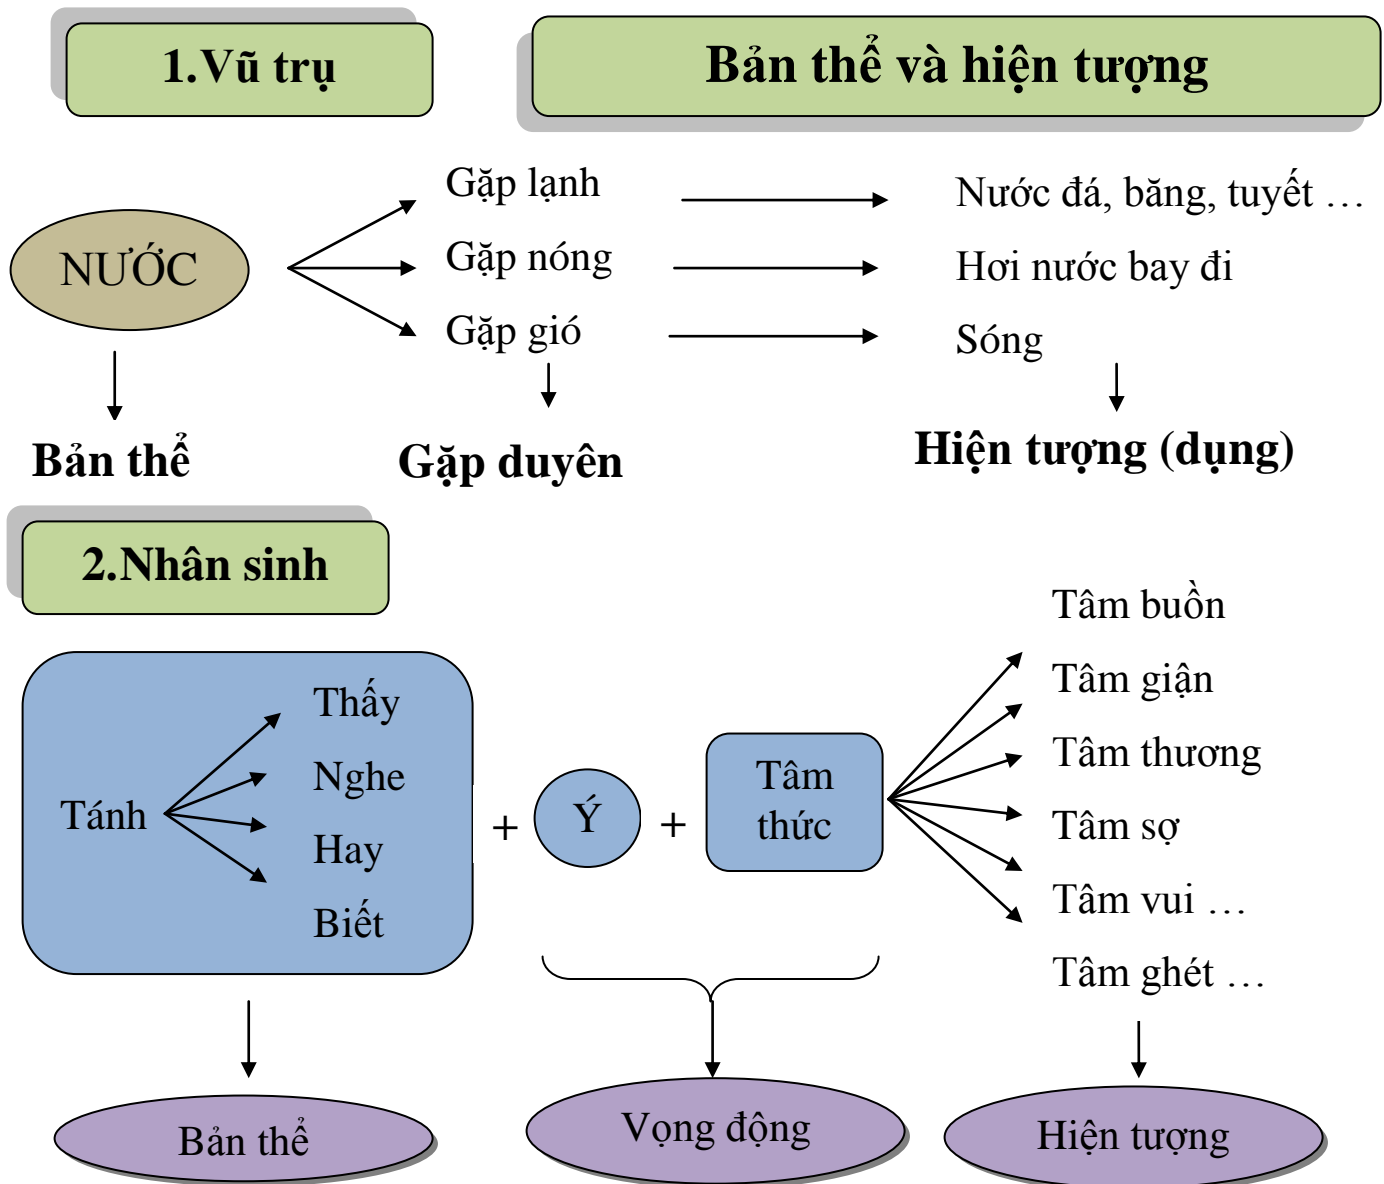 1.Vũ trụ
Bản thể và hiện tượng
NƯỚC
Gặp lạnh
Nước đá, băng, tuyết …
Gặp nóng
Hơi nước bay đi
Gặp gió
Sóng
Bản thể
Gặp duyên
Hiện tượng (dụng)
2.Nhân sinh
Tánh
Thấy
Nghe
Hay
Biết
+
Ý
+
Tâm
thức
Tâm buồn
Tâm giận
Tâm thương
Tâm sợ
Tâm vui …
Tâm ghét …
Bản thể
Vọng động
Hiện tượng